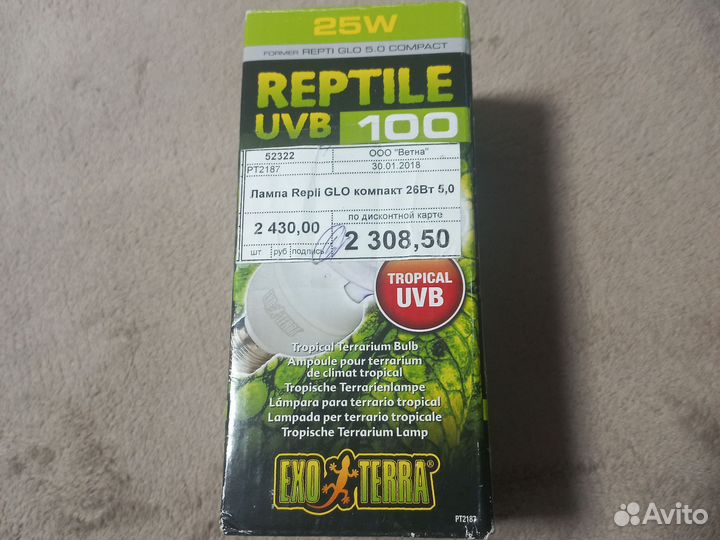 25W
FORMER REPTI GLO 5.0 COMPACT
REPTILE
UVB 100
52322 ООО "Ветна"
PT2187 30.01.2018
Лампа Repli GLO компакт 26Вт 5,0
2 430,00 по дисконтной карте
2 308,50
шт руб подпись
TROPICAL
UVB
Tropical Terrarium Bulb
Ampoule pour terrarium
de climat tropical
Tropische Terrarienlampe
Lámpara para terrario tropical
Lampada per terrario tropicale
Tropische Terrarium Lamp
EXO TERRA®
PT2187
Avito